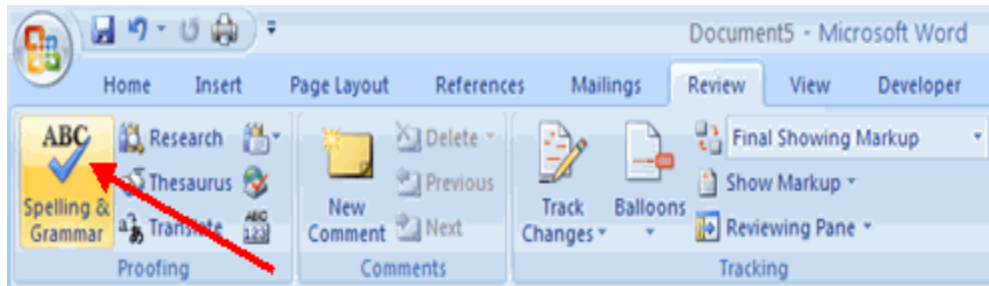 Document5 - Microsoft Word
Home Insert Page Layout References Mailings Review View Developer
ABC Research Delete Final Showing Markup
Thesaurus Previous Show Markup
Spelling & Grammar Translate ABC 123 New Comment Next Track Changes Balloons Reviewing Pane
Proofing Comments Tracking